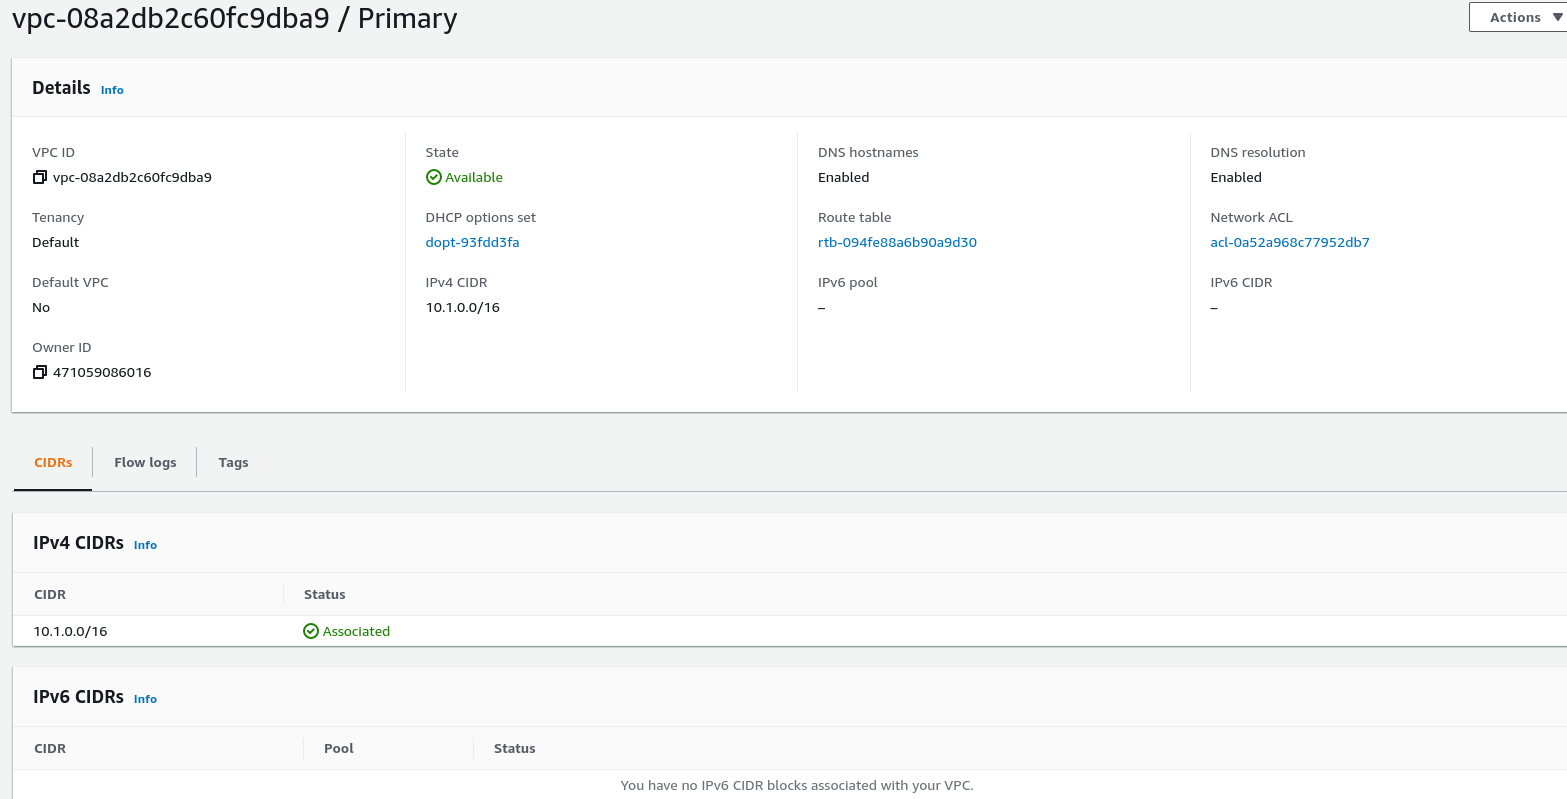 vpc-08a2db2c60fc9dba9 / Primary
Actions
Details Info
VPC ID
vpc-08a2db2c60fc9dba9
State
Available
DNS hostnames
Enabled
DNS resolution
Enabled
Tenancy
Default
DHCP options set
dopt-93fdd3fa
Route table
rtb-094fe88a6b90a9d30
Network ACL
acl-0a52a968c77952db7
Default VPC
No
IPv4 CIDR
10.1.0.0/16
IPv6 pool
–
IPv6 CIDR
–
Owner ID
471059086016
CIDRs Flow logs Tags
IPv4 CIDRs Info
CIDR Status
10.1.0.0/16 Associated
IPv6 CIDRs Info
CIDR Pool Status
You have no IPv6 CIDR blocks associated with your VPC.